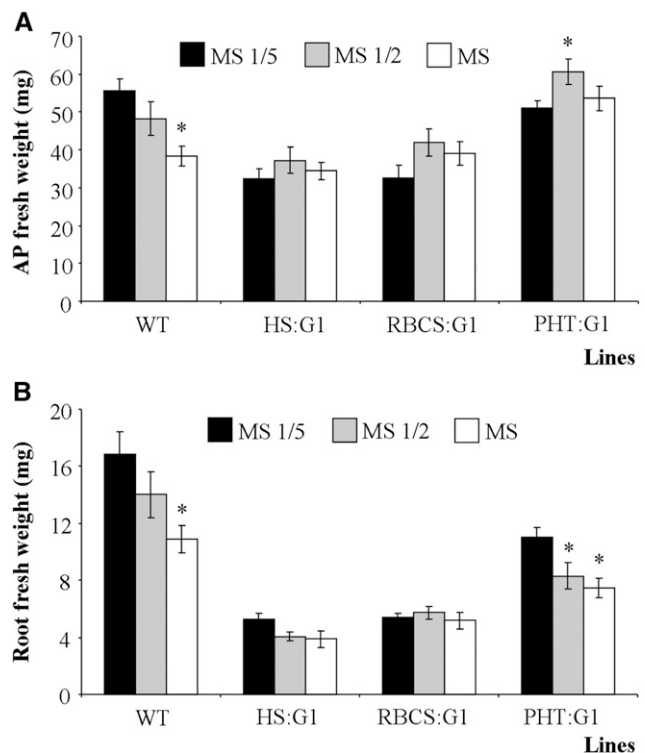 A
AP fresh weight (mg)
70
60
50
40
30
20
10
0
MS 1/5 MS 1/2 MS
*
*
WT HS:G1 RBCS:G1 PHT:G1
Lines
B
Root fresh weight (mg)
20
16
12
8
4
0
MS 1/5 MS 1/2 MS
*
* *
WT HS:G1 RBCS:G1 PHT:G1
Lines